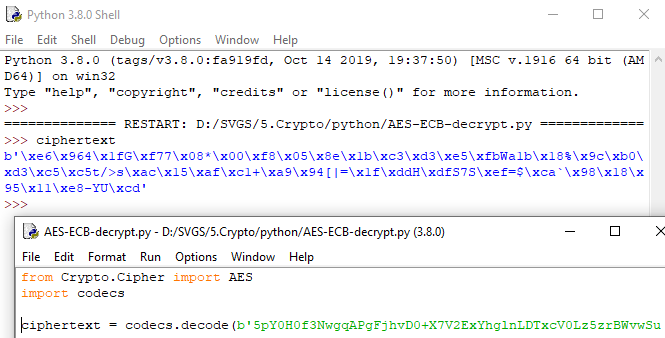 Python 3.8.0 Shell
File Edit Shell Debug Options Window Help
Python 3.8.0 (tags/v3.8.0:fa919fd, Oct 14 2019, 19:37:50) [MSC v.1916 64 bit (AM
D64)] on win32
Type "help", "copyright", "credits" or "license()" for more information.
>>>
============== RESTART: D:/SVGS/5.Crypto/python/AES-ECB-decrypt.py =============
>>> ciphertext
b'\xe6\x964\x1fG\xf77\x08*\x00\xf8\x05\x8e\x1b\xc3\xd3\xe5\xfbWa1b\x18%\x9c\xb0\
xd3\xc5\xc5t/>s\xac\x15\xaf\xc1+\xa9\x94[|=\x1f\xddH\xdfS7S\xef=$\xca`\x98\x18\x
95\x11\xe8-YU\xcd'
>>>
AES-ECB-decrypt.py - D:/SVGS/5.Crypto/python/AES-ECB-decrypt.py (3.8.0)
File Edit Format Run Options Window Help
from Crypto.Cipher import AES
import codecs
ciphertext = codecs.decode(b'5pY0H0f3NwgqAPgFjhvD0+X7V2ExYhglnLDTxcV0Lz5zrBWvwSu